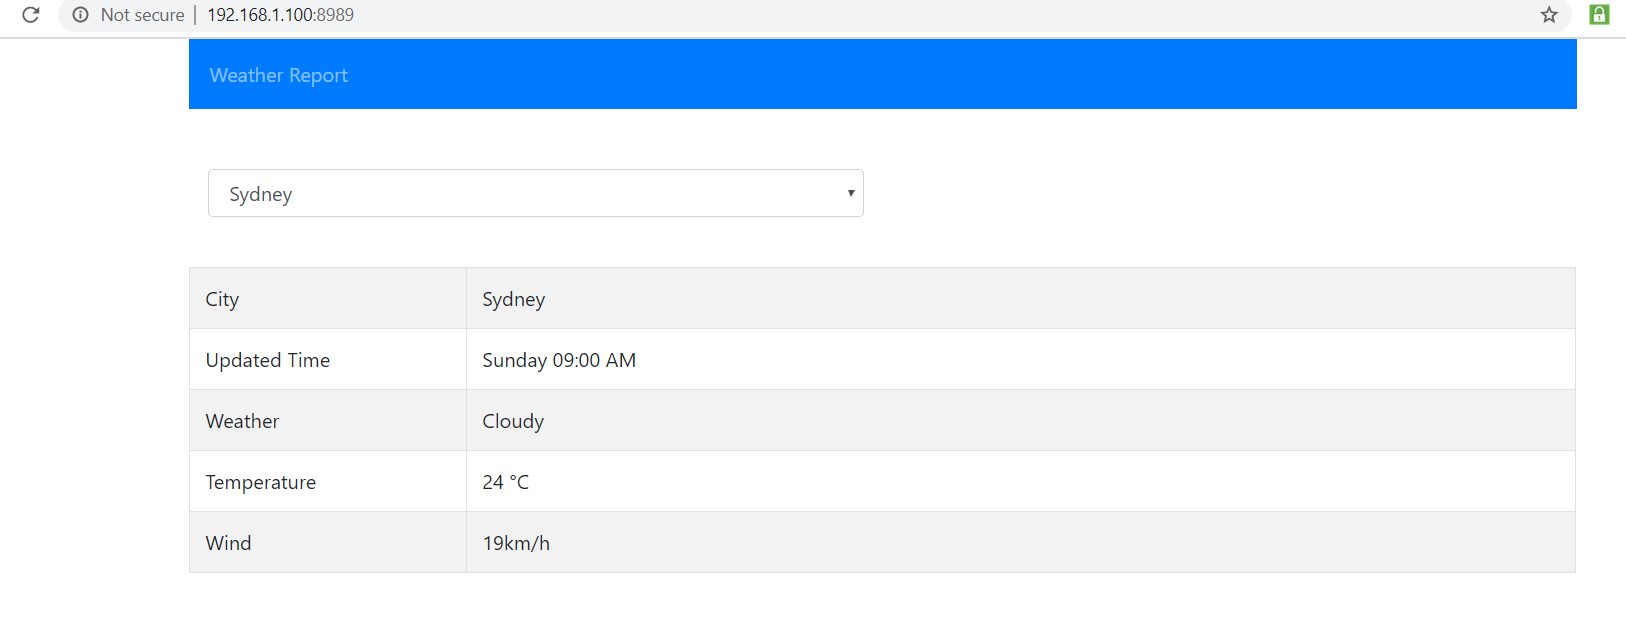 Not secure | 192.168.1.100:8989
Weather Report
Sydney
City Sydney
Updated Time Sunday 09:00 AM
Weather Cloudy
Temperature 24 °C
Wind 19km/h